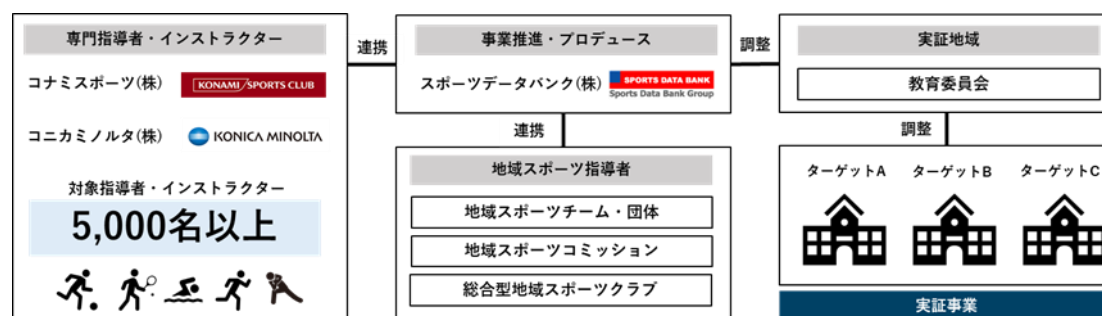 専門指導者・インストラクター
コナミスポーツ(株)
KONAMI SPORTS CLUB
コニカミノルタ(株)
KONICA MINOLTA
対象指導者・インストラクター
5,000名以上
連携
事業推進・プロデュース
スポーツデータバンク(株)
SPORTS DATA BANK
Sports Data Bank Group
連携
地域スポーツ指導者
地域スポーツチーム・団体
地域スポーツコミッション
総合型地域スポーツクラブ
調整
実証地域
教育委員会
調整
ターゲットA
ターゲットB
ターゲットC
実証事業